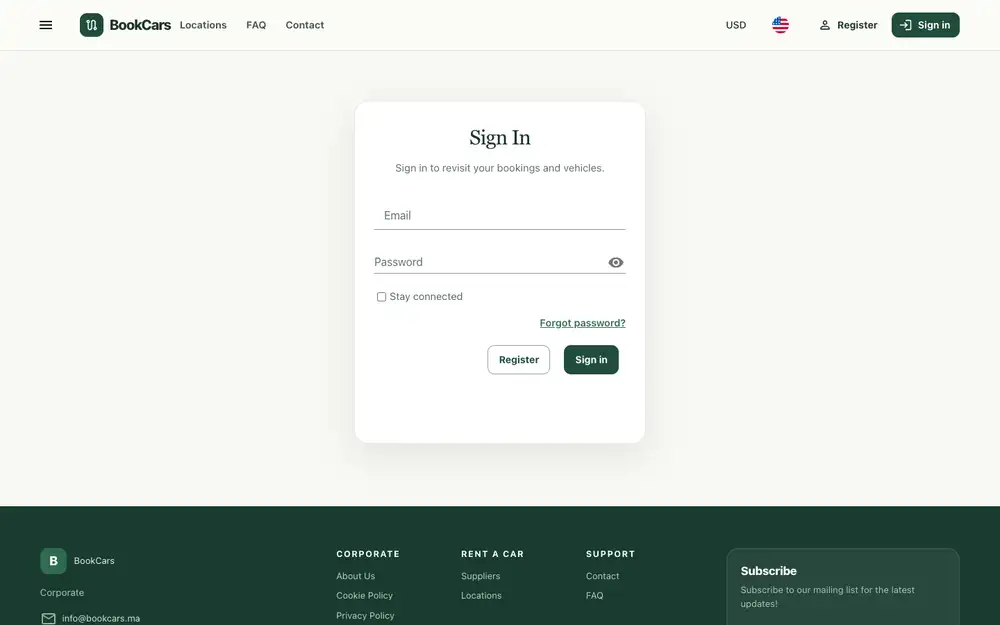 BookCars Locations FAQ Contact USD Register Sign in
Sign In
Sign in to revisit your bookings and vehicles.
Email
Password
Stay connected
Forgot password?
Register Sign in
B BookCars
Corporate
info@bookcars.ma
CORPORATE
About Us
Cookie Policy
Privacy Policy
RENT A CAR
Suppliers
Locations
SUPPORT
Contact
FAQ
Subscribe
Subscribe to our mailing list for the latest
updates!